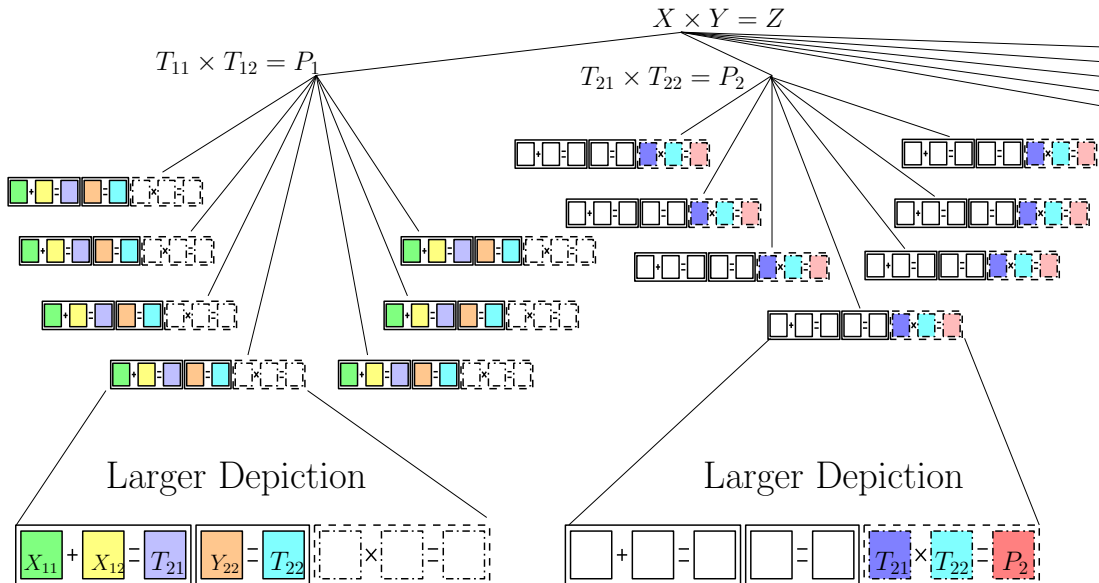 X × Y = Z
T₁₁ × T₁₂ = P₁
T₂₁ × T₂₂ = P₂
Larger Depiction
Larger Depiction
X₁₁ + X₁₂ = T₂₁ Y₂₂ = T₂₂ × =
+ = = T₂₁ × T₂₂ = P₂